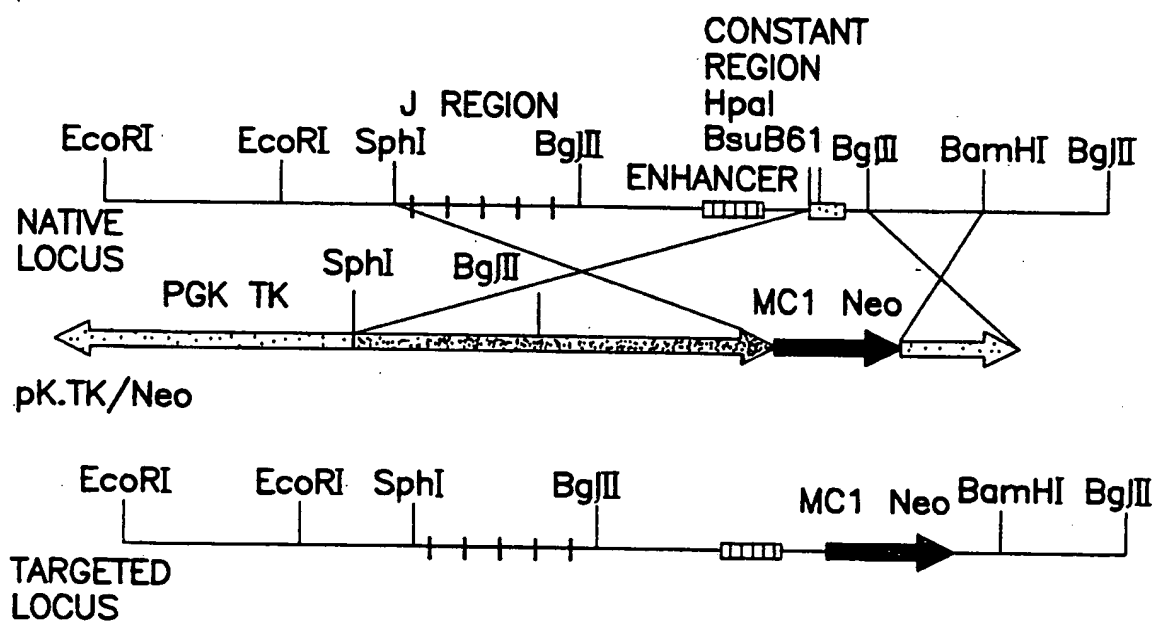 CONSTANT
REGION
HpaI
BsuB61
J REGION
EcoRI EcoRI SphI BglII BglII BamHI BglII
ENHANCER
NATIVE
LOCUS
SphI BglII
PGK TK MC1 Neo
pK.TK/Neo
EcoRI EcoRI SphI BglII MC1 Neo BamHI BglII
TARGETED
LOCUS